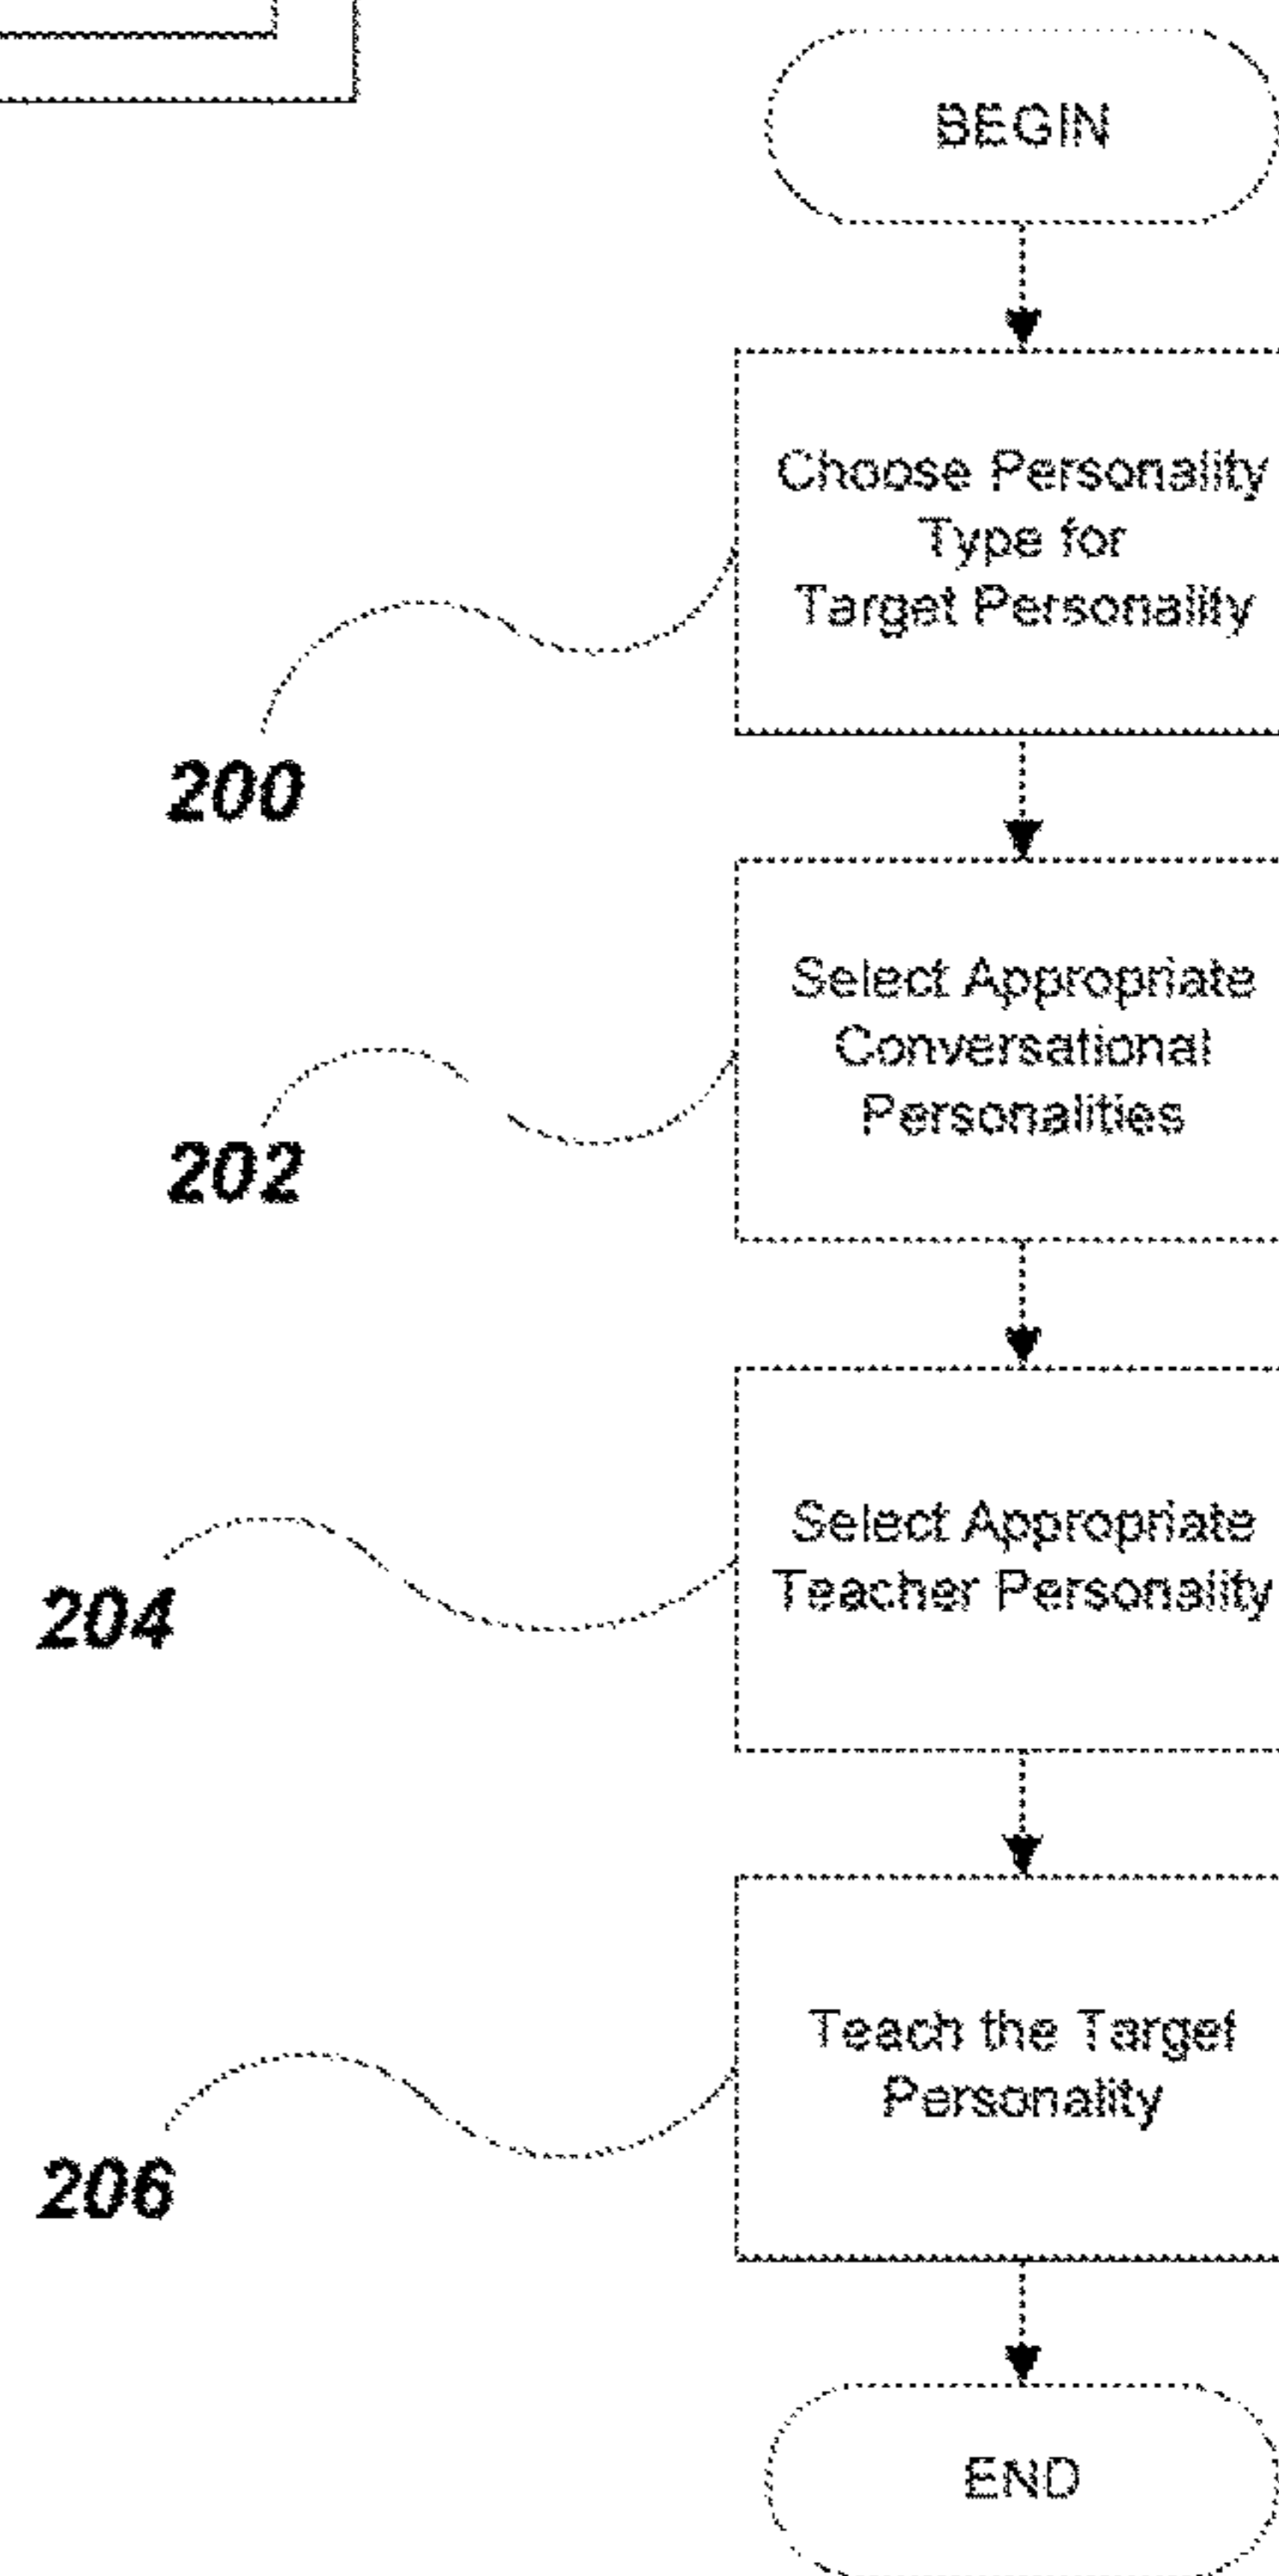 BEGIN
Choose Personality
Type for
Target Personality
200
Select Appropriate
Conversational
Personalities
202
Select Appropriate
Teacher Personality
204
Teach the Target
Personality
206
END